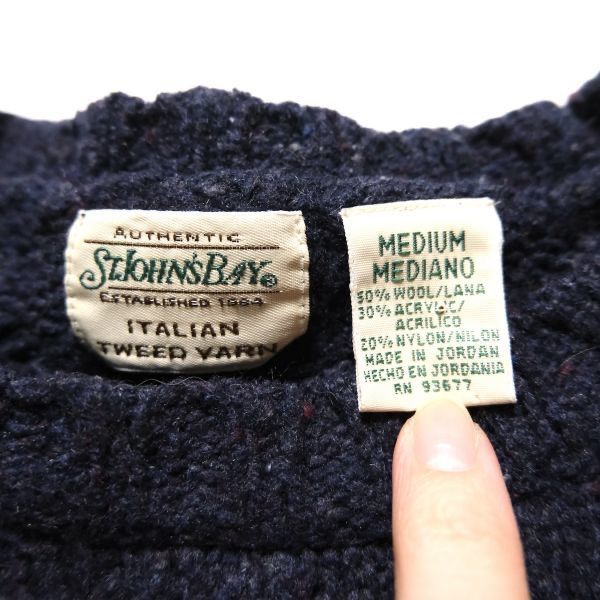 AUTHENTIC
ST. JOHN'S BAY®
ESTABLISHED 1964
ITALIAN
TWEED YARN
MEDIUM
MEDIANO
50% WOOL/LANA
30% ACRYLIC/
ACRILICO
20% NYLON/NILON
MADE IN JORDAN
HECHO EN JORDANIA
RN 93677